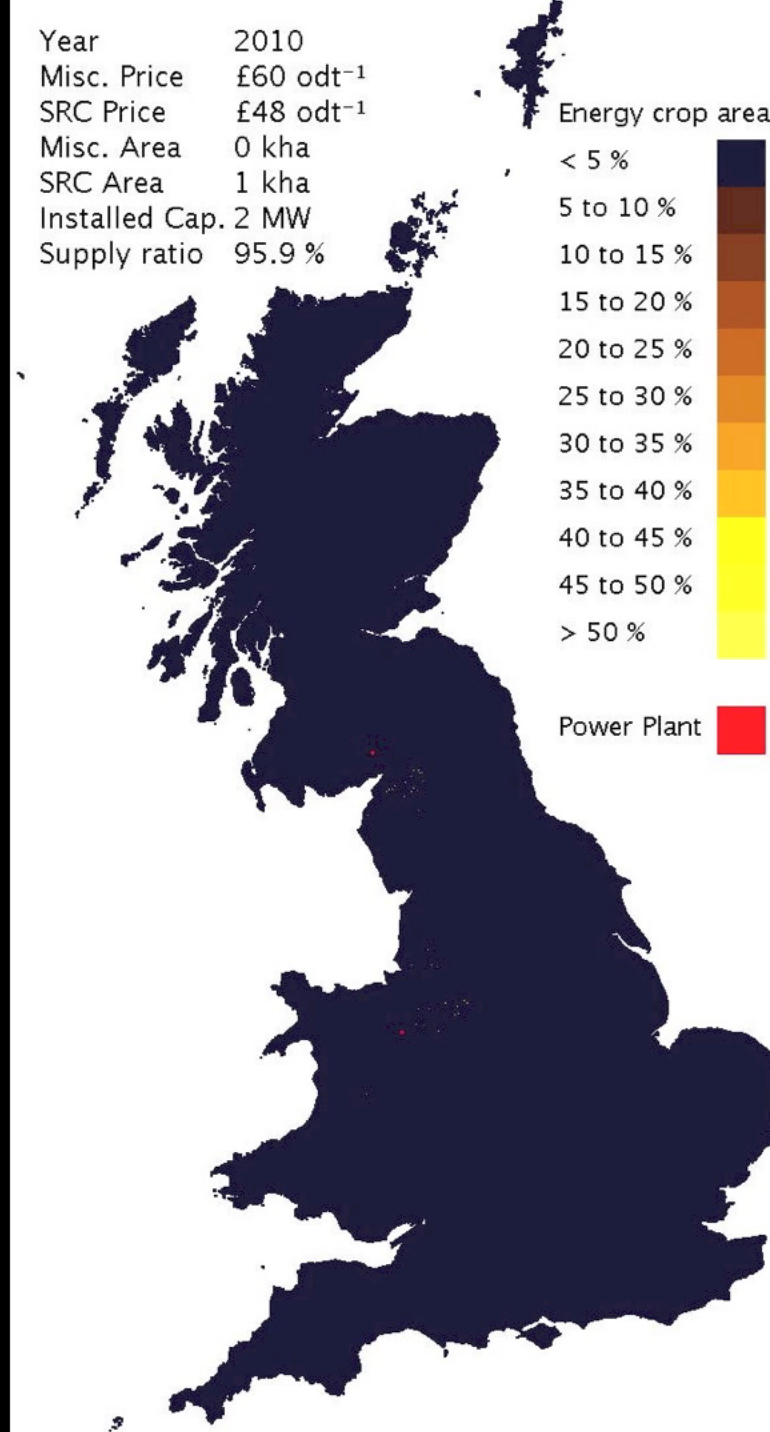 Year 2010
Misc. Price £60 odt⁻¹
SRC Price £48 odt⁻¹
Misc. Area 0 kha
SRC Area 1 kha
Installed Cap. 2 MW
Supply ratio 95.9 %
Energy crop area
< 5 %
5 to 10 %
10 to 15 %
15 to 20 %
20 to 25 %
25 to 30 %
30 to 35 %
35 to 40 %
40 to 45 %
45 to 50 %
> 50 %
Power Plant